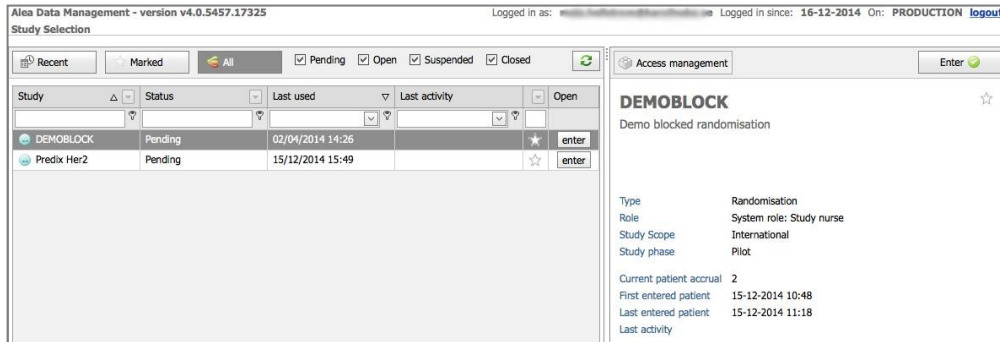 Alea Data Management - version v4.0.5457.17325 Logged in as: Logged in since: 16-12-2014 On: PRODUCTION logout
Study Selection
Recent Marked All Pending Open Suspended Closed
Study Status Last used Last activity Open
DEMOBLOCK Pending 02/04/2014 14:26 enter
Predix Her2 Pending 15/12/2014 15:49 enter
Access management Enter
DEMOBLOCK
Demo blocked randomisation
Type Randomisation
Role System role: Study nurse
Study Scope International
Study phase Pilot
Current patient accrual 2
First entered patient 15-12-2014 10:48
Last entered patient 15-12-2014 11:18
Last activity